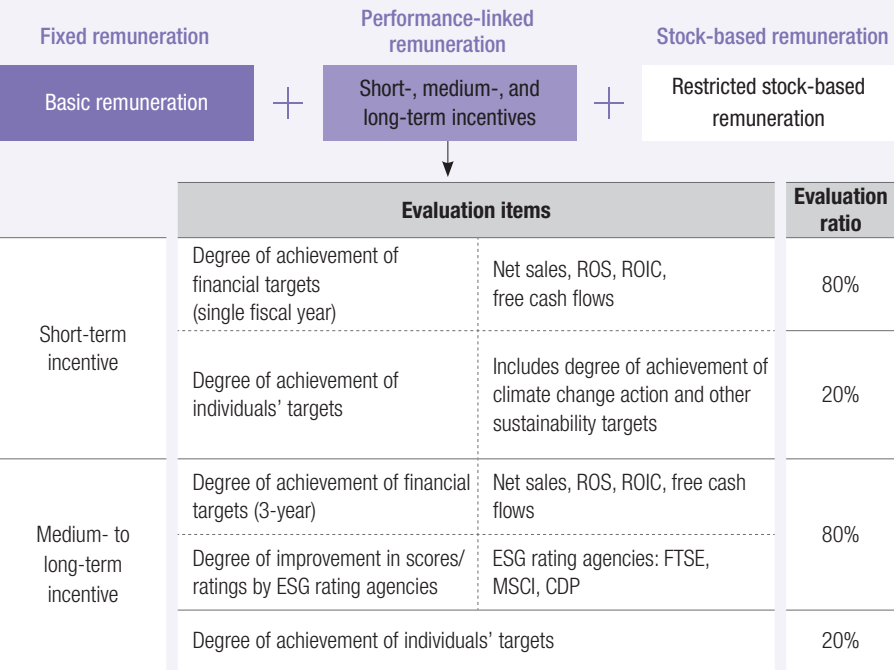 Fixed remuneration
Performance-linked
remuneration
Stock-based remuneration
Basic remuneration
+
Short-, medium-, and
long-term incentives
+
Restricted stock-based
remuneration
Evaluation items
Evaluation
ratio
Short-term
incentive
Degree of achievement of
financial targets
(single fiscal year)
Net sales, ROS, ROIC,
free cash flows
80%
Degree of achievement of
individuals’ targets
Includes degree of achievement of
climate change action and other
sustainability targets
20%
Medium- to
long-term
incentive
Degree of achievement of financial
targets (3-year)
Net sales, ROS, ROIC, free cash
flows
80%
Degree of improvement in scores/
ratings by ESG rating agencies
ESG rating agencies: FTSE,
MSCI, CDP
Degree of achievement of individuals’ targets
20%